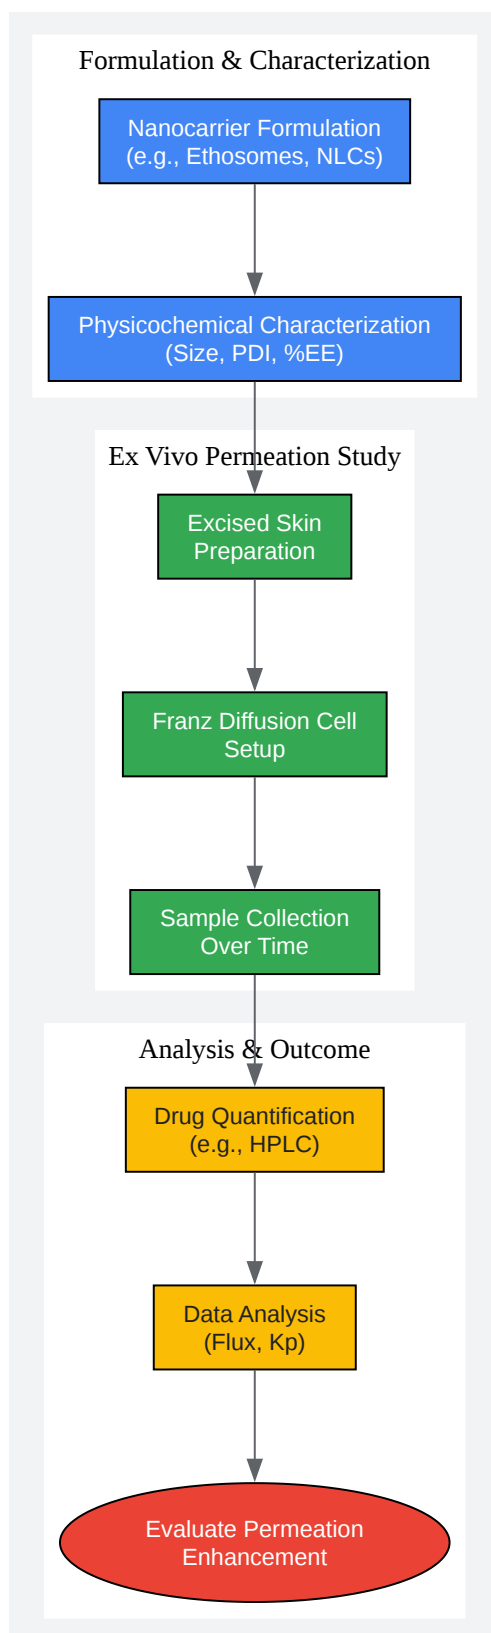 Formulation & Characterization
Nanocarrier Formulation
(e.g., Ethosomes, NLCs)
Physicochemical Characterization
(Size, PDI, %EE)
Ex Vivo Permeation Study
Excised Skin
Preparation
Franz Diffusion Cell
Setup
Sample Collection
Over Time
Analysis & Outcome
Drug Quantification
(e.g., HPLC)
Data Analysis
(Flux, Kp)
Evaluate Permeation
Enhancement